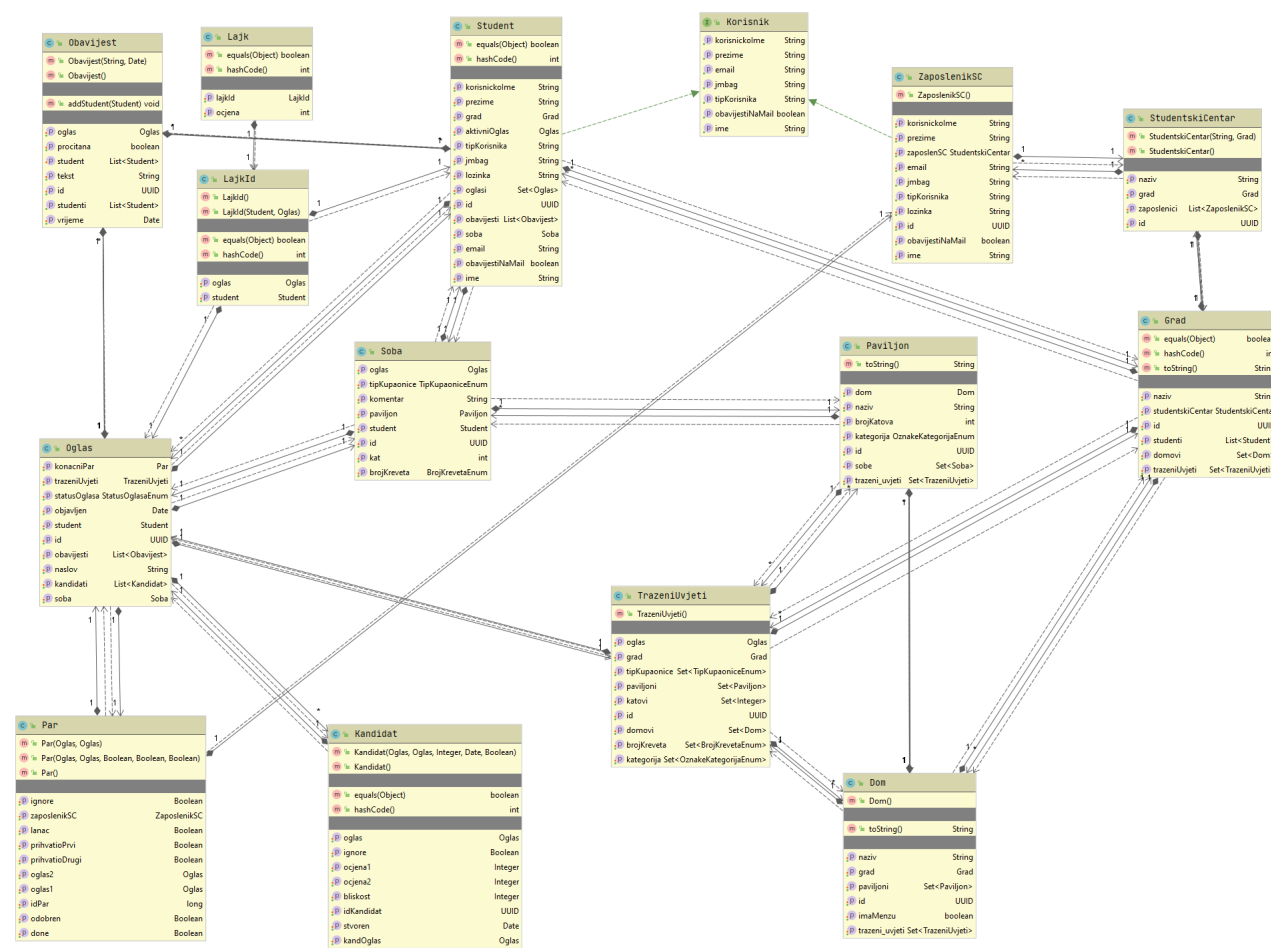 Obavijest
Obavijest(String, Date)
Obavijest()
addStudent(Student) void
oglas Oglas
procitana boolean
student List<Student>
tekst String
id UUID
studenti List<Student>
vrijeme Date
Lajk
equals(Object) boolean
hashCode() int
lajkId LajkId
ocjena int
LajkId
LajkId()
LajkId(Student, Oglas)
equals(Object) boolean
hashCode() int
oglas Oglas
student Student
Student
equals(Object) boolean
hashCode() int
korisnickoIme String
prezime String
grad Grad
aktivniOglas Oglas
tipKorisnika String
jmbag String
lozinka String
oglasi Set<Oglas>
id UUID
obavijesti List<Obavijest>
soba Soba
email String
obavijestiNaMail boolean
ime String
Korisnik
korisnickoIme String
prezime String
email String
jmbag String
tipKorisnika String
obavijestiNaMail boolean
ime String
ZaposlenikSC
ZaposlenikSC()
korisnickoIme String
prezime String
zaposlenSC StudentskiCentar
email String
jmbag String
tipKorisnika String
lozinka String
id UUID
obavijestiNaMail boolean
ime String
StudentskiCentar
StudentskiCentar(String, Grad)
StudentskiCentar()
naziv String
grad Grad
zaposlenici List<ZaposlenikSC>
id UUID
Grad
equals(Object) boolea
hashCode() in
toString() Strin
naziv Strin
studentskiCentar StudentskiCenta
id UUI
studenti List<Student
domovi Set<Dom
trazeniUvjeti Set<TrazeniUvjeti
Soba
oglas Oglas
tipKupaonice TipKupaoniceEnum
komentar String
paviljon Paviljon
student Student
id UUID
kat int
brojKreveta BrojKrevetaEnum
Paviljon
toString() String
dom Dom
naziv String
brojKatova int
kategorija OznakeKategorijaEnum
id UUID
sobe Set<Soba>
trazeni_uvjeti Set<TrazeniUvjeti>
Oglas
konacniPar Par
trazeniUvjeti TrazeniUvjeti
statusOglasa StatusOglasaEnum
objavljen Date
student Student
id UUID
obavijesti List<Obavijest>
naslov String
kandidati List<Kandidat>
soba Soba
TrazeniUvjeti
TrazeniUvjeti()
oglas Oglas
grad Grad
tipKupaonice Set<TipKupaoniceEnum>
paviljoni Set<Paviljon>
katovi Set<Integer>
id UUID
domovi Set<Dom>
brojKreveta Set<BrojKrevetaEnum>
kategorija Set<OznakeKategorijaEnum>
Par
Par(Oglas, Oglas)
Par(Oglas, Oglas, Boolean, Boolean, Boolean)
Par()
ignore Boolean
zaposlenikSC ZaposlenikSC
lanac Boolean
prihvatioPrvi Boolean
prihvatioDrugi Boolean
oglas2 Oglas
oglas1 Oglas
idPar long
odobren Boolean
done Boolean
Kandidat
Kandidat(Oglas, Oglas, Integer, Date, Boolean)
Kandidat()
equals(Object) boolean
hashCode() int
oglas Oglas
ignore Boolean
ocjena1 Integer
ocjena2 Integer
bliskost Integer
idKandidat UUID
stvoren Date
kandOglas Oglas
Dom
Dom()
toString() String
naziv String
grad Grad
paviljoni Set<Paviljon>
id UUID
imaMenzu boolean
trazeni_uvjeti Set<TrazeniUvjeti>